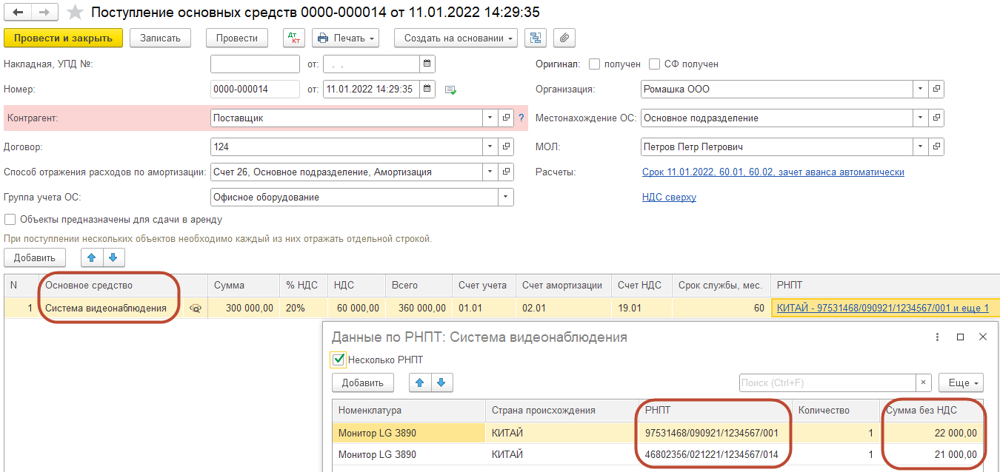 Поступление основных средств 0000-000014 от 11.01.2022 14:29:35
Провести и закрыть Записать Провести Дт Кт Печать Создать на основании
Накладная, УПД №: от: . . Оригинал: получен СФ получен
Номер: 0000-000014 от: 11.01.2022 14:29:35 Организация: Ромашка ООО
Контрагент: Поставщик ? Местонахождение ОС: Основное подразделение
Договор: 124 МОЛ: Петров Петр Петрович
Способ отражения расходов по амортизации: Счет 26, Основное подразделение, Амортизация Расчеты: Срок 11.01.2022, 60.01, 60.02, зачет аванса автоматически
Группа учета ОС: Офисное оборудование НДС сверху
Объекты предназначены для сдачи в аренду
При поступлении нескольких объектов необходимо каждый из них отражать отдельной строкой.
Добавить
N Основное средство Сумма % НДС НДС Всего Счет учета Счет амортизации Счет НДС Срок службы, мес. РНПТ
1 Система видеонаблюдения 300 000,00 20% 60 000,00 360 000,00 01.01 02.01 19.01 60 КИТАЙ - 97531468/090921/1234567/001 и еще 1
Данные по РНПТ: Система видеонаблюдения
Несколько РНПТ
Добавить Поиск (Ctrl+F) × Еще
Номенклатура Страна происхождения РНПТ Количество Сумма без НДС
Монитор LG 3890 КИТАЙ 97531468/090921/1234567/001 1 22 000,00
Монитор LG 3890 КИТАЙ 46802356/021221/1234567/014 1 21 000,00